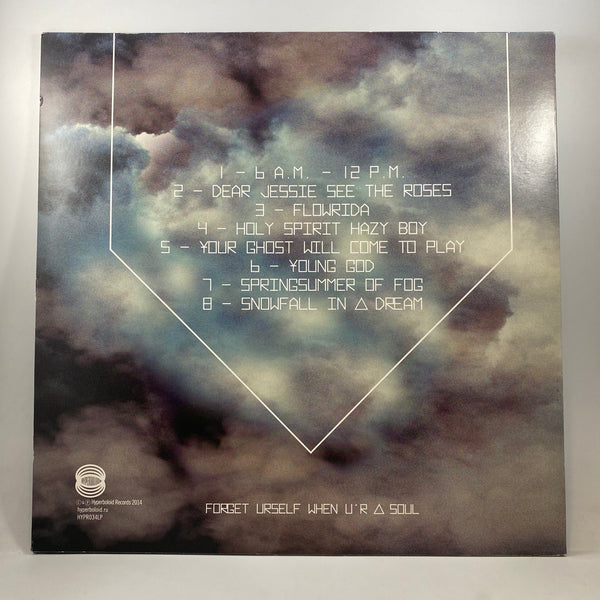 1 - 6 A.M. - 12 P.M.
2 - DEAR JESSIE SEE THE ROSES
3 - FLOWRIDA
4 - HOLY SPIRIT HAZY BOY
5 - YOUR GHOST WILL COME TO PLAY
6 - YOUNG GOD
7 - SPRINGSUMMER OF FOG
8 - SNOWFALL IN △ DREAM
Ⓒ+Ⓟ Hyperboloid Records 2014
hyperboloid.ru
HYPR034LP
FORGET URSELF WHEN U'R △ SOUL